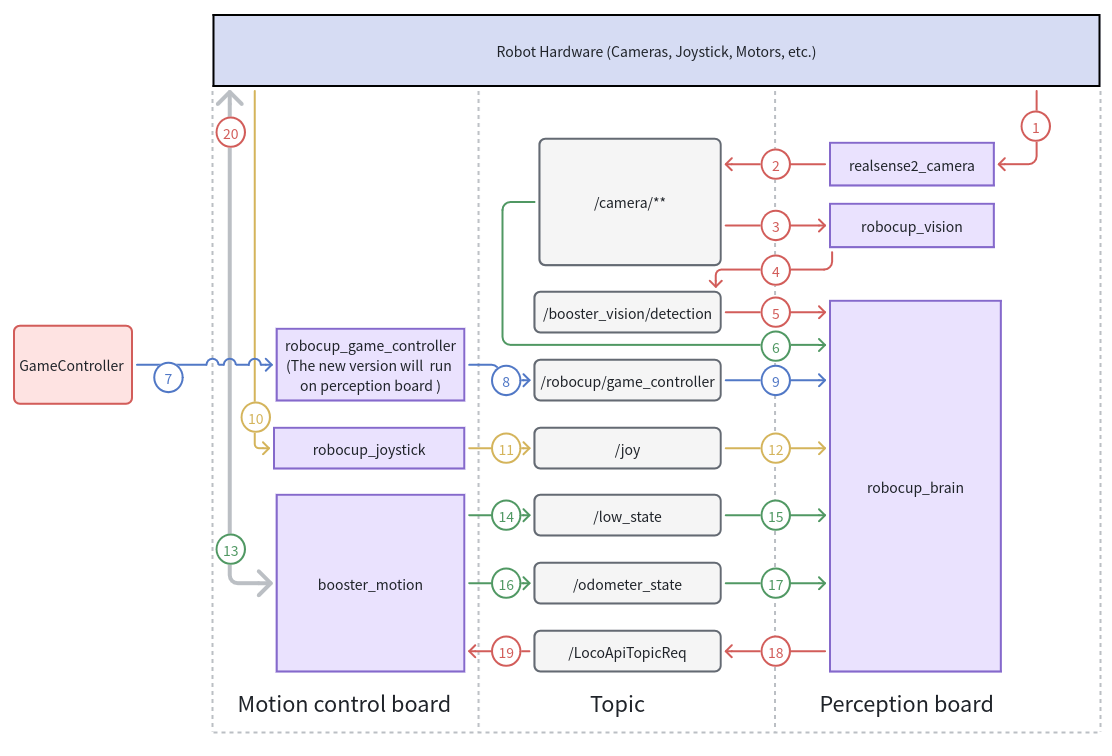 Robot Hardware (Cameras, Joystick, Motors, etc.)
20
1
2
realsense2_camera
/camera/**
3
robocup_vision
4
/booster_vision/detection
5
6
GameController
7
robocup_game_controller
(The new version will run
on perception board )
8
/robocup/game_controller
9
10
robocup_joystick
11
/joy
12
robocup_brain
13
14
/low_state
15
booster_motion
16
/odometer_state
17
19
/LocoApiTopicReq
18
Motion control board
Topic
Perception board